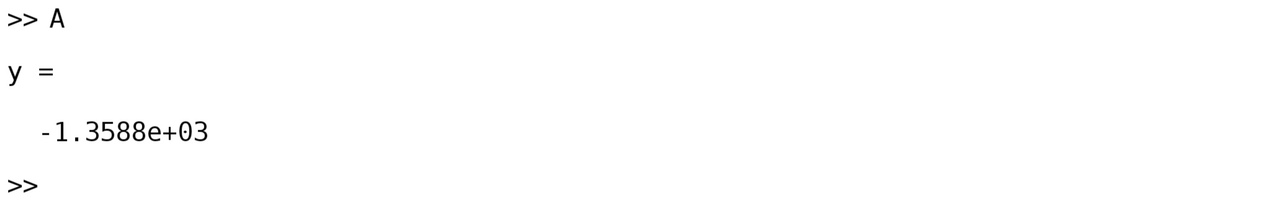 >> A
y =
-1.3588e+03
>>